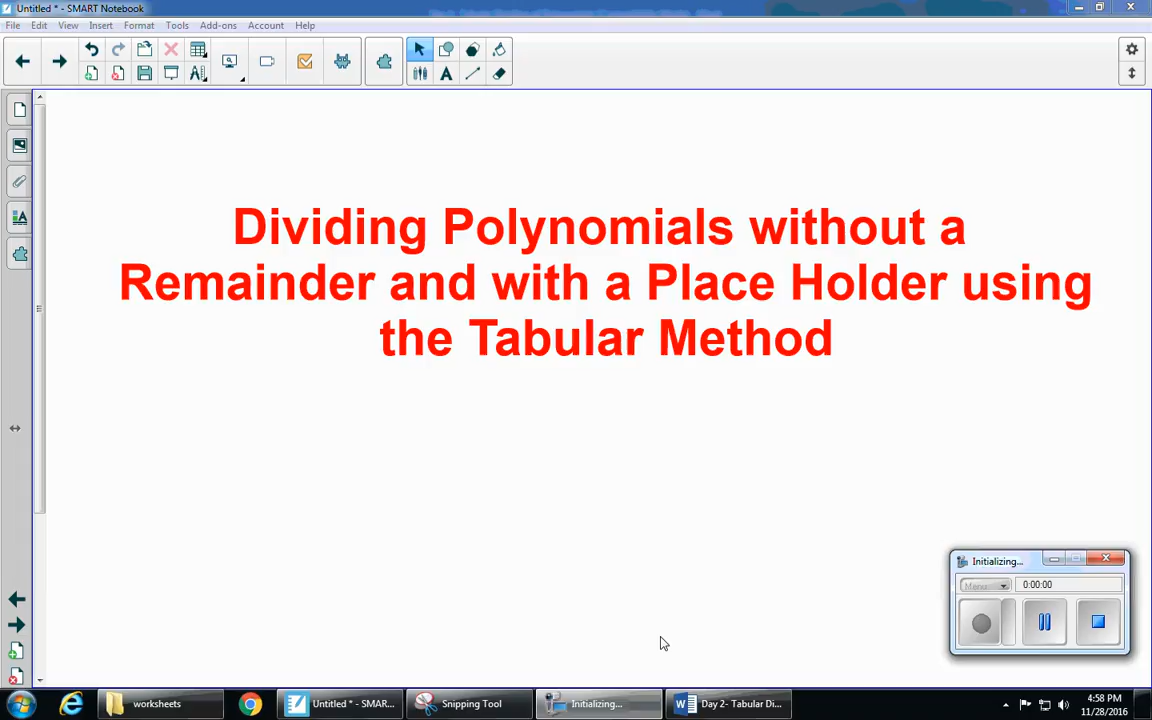 Untitled * - SMART Notebook
File Edit View Insert Format Tools Add-ons Account Help
Dividing Polynomials without a
Remainder and with a Place Holder using
the Tabular Method
Initializing...
Menu 0:00:00
worksheets Untitled * - SMAR... Snipping Tool Initializing... Day 2- Tabular Di...
4:58 PM
11/28/2016